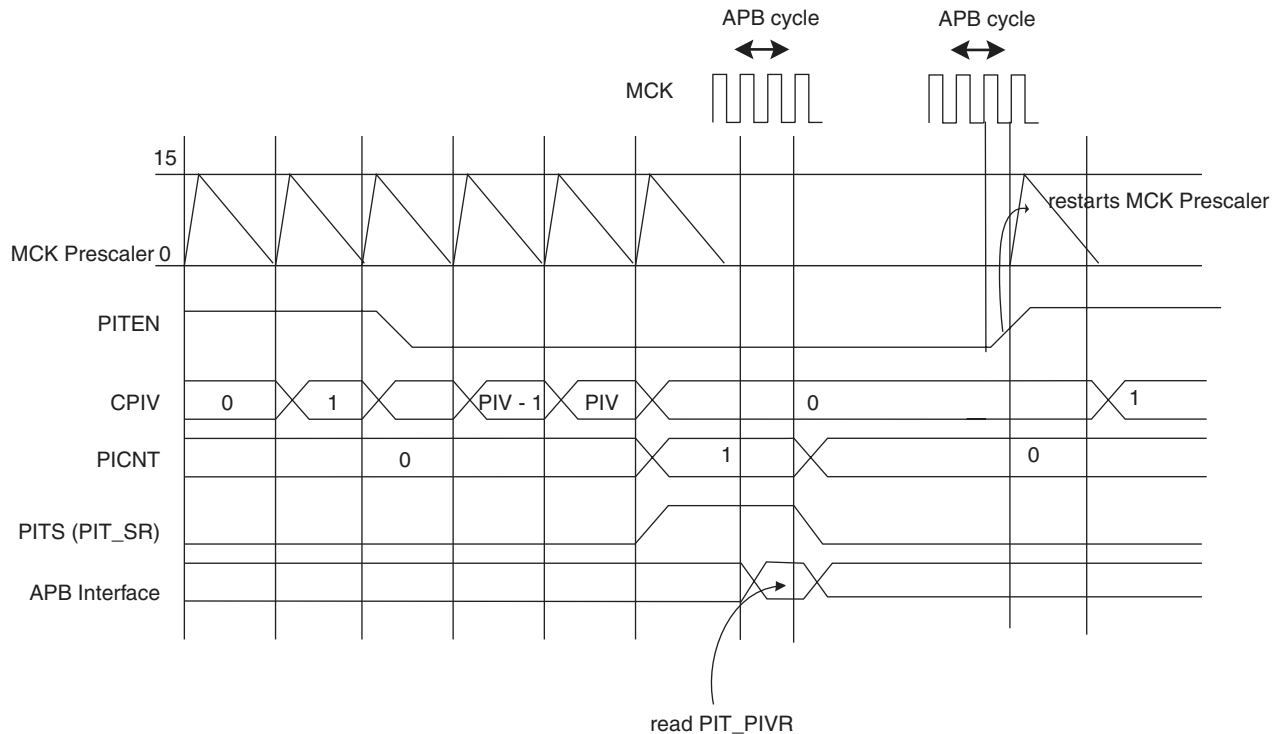 APB cycle APB cycle
MCK
15
restarts MCK Prescaler
MCK Prescaler 0
PITEN
CPIV 0 1 PIV - 1 PIV 0 1
PICNT 0 1 0
PITS (PIT_SR)
APB Interface
read PIT_PIVR